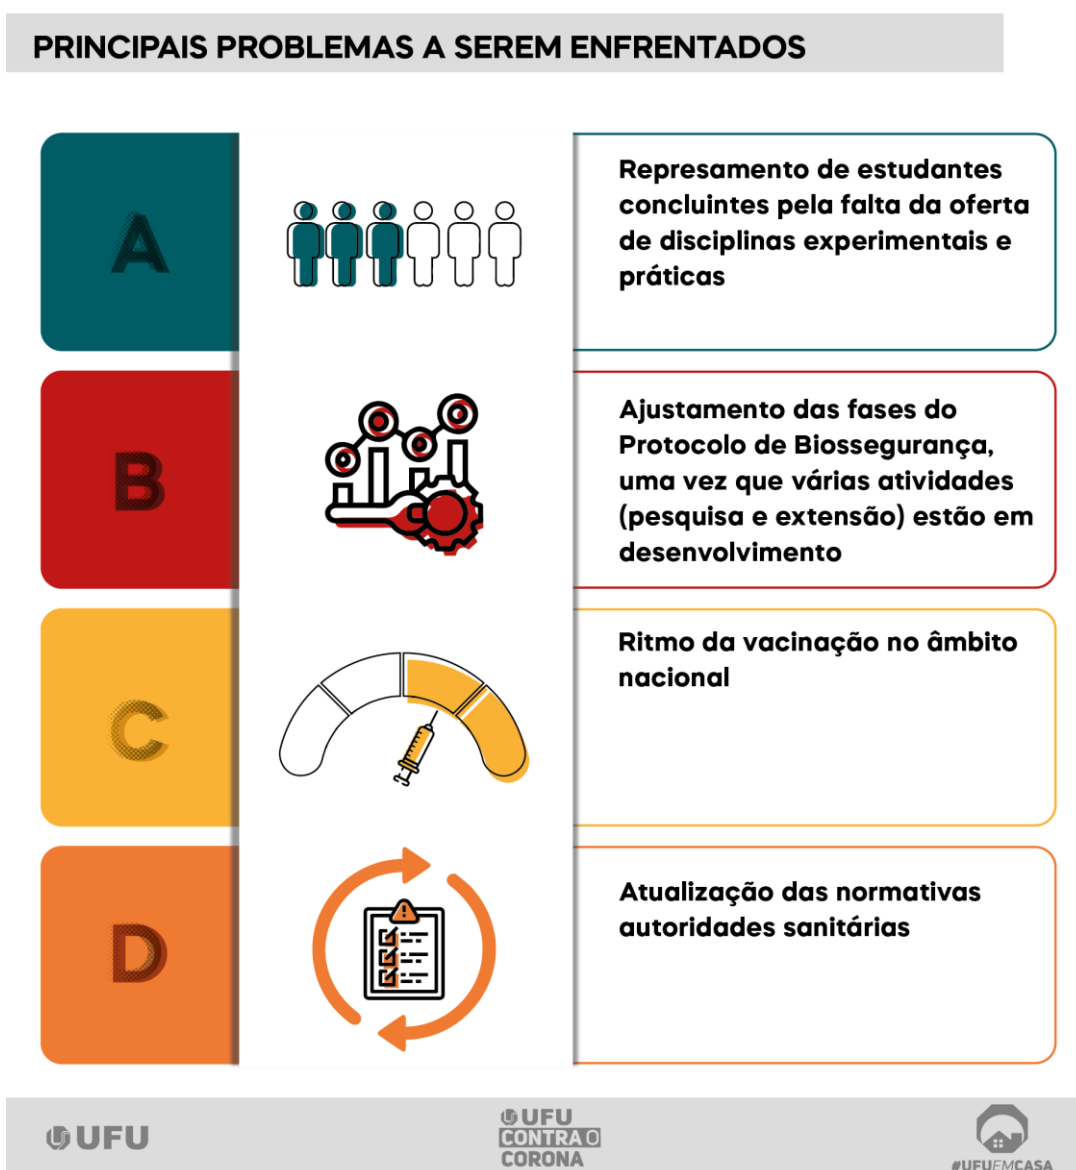 PRINCIPAIS PROBLEMAS A SEREM ENFRENTADOS
A
Represamento de estudantes
concluintes pela falta da oferta
de disciplinas experimentais e
práticas
B
Ajustamento das fases do
Protocolo de Biossegurança,
uma vez que várias atividades
(pesquisa e extensão) estão em
desenvolvimento
C
Ritmo da vacinação no âmbito
nacional
D
Atualização das normativas
autoridades sanitárias
UFU
UFU
CONTRA O
CORONA
#UFUEMCASA